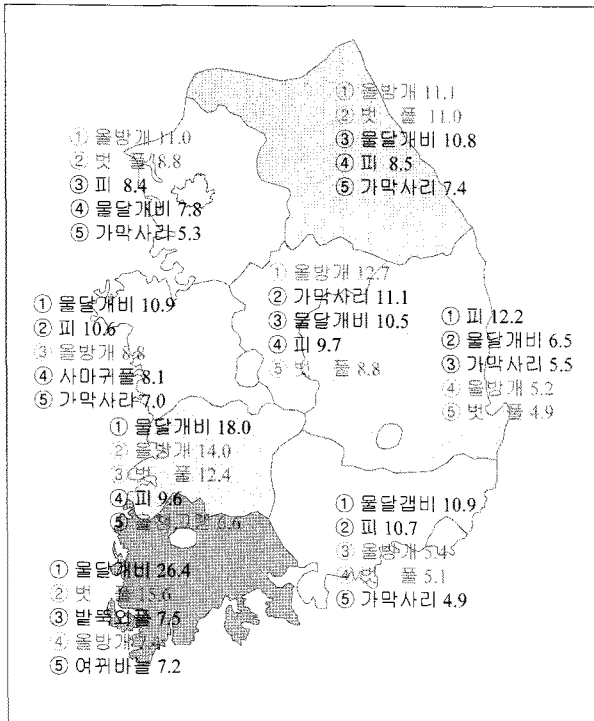 ① 올방개 11.1
② 벗 풀 11.0
③ 물달개비 10.8
④ 피 8.5
⑤ 가막사리 7.4
① 올방개 11.0
② 벗 풀 8.8
③ 피 8.4
④ 물달개비 7.8
⑤ 가막사리 5.3
① 올방개 12.7
② 가막사리 11.1
③ 물달개비 10.5
④ 피 9.7
⑤ 벗 풀 8.8
① 물달개비 10.9
② 피 10.6
③ 올방개 8.8
④ 사마귀풀 8.1
⑤ 가막사리 7.0
① 피 12.2
② 물달개비 6.5
③ 가막사리 5.5
④ 올방개 5.2
⑤ 벗 풀 4.9
① 물달개비 18.0
② 올방개 14.0
③ 벗 풀 12.4
④ 피 9.6
⑤ 6.6
① 물달갭비 10.9
② 피 10.7
③ 올방개 5.4
④ 벗 풀 5.1
⑤ 가막사리 4.9
① 물달개비 26.4
② 벗 풀 15.6
③ 밭뚝외풀 7.5
④ 올방개
⑤ 여뀌바늘 7.2